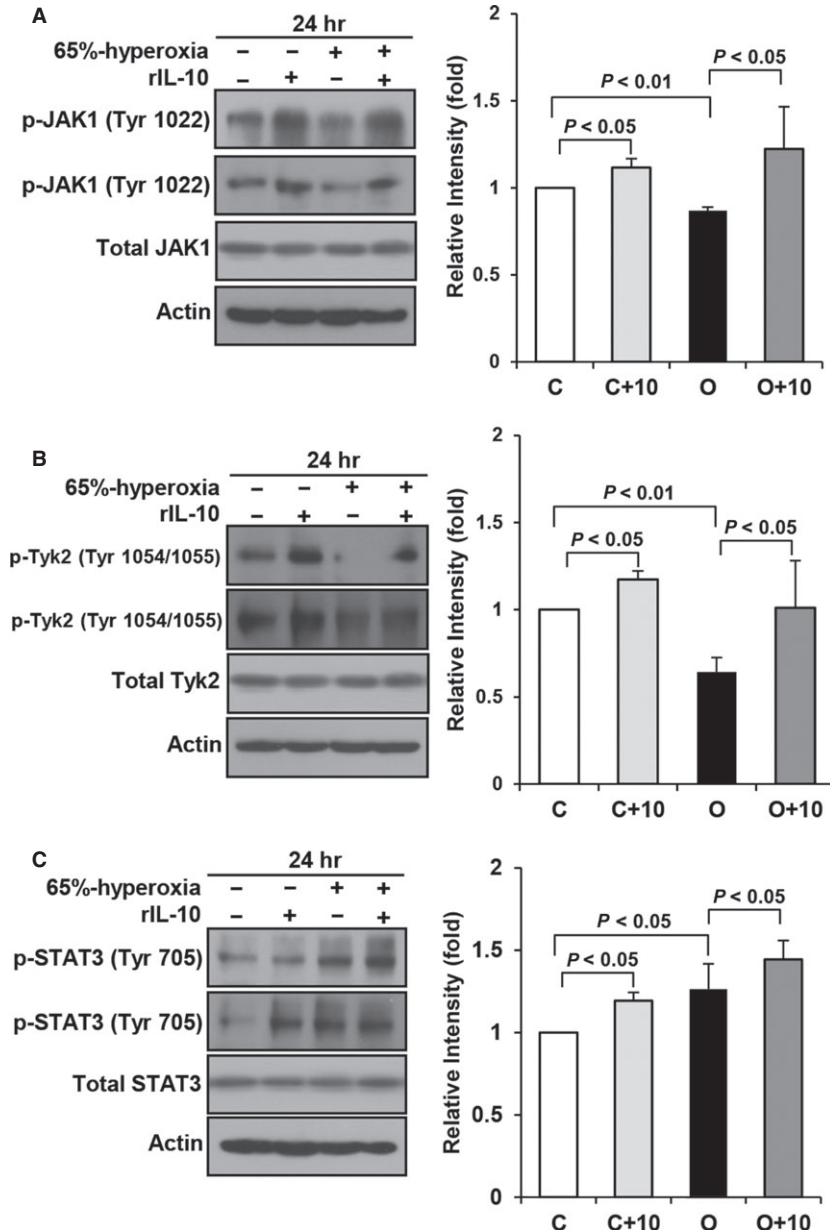 A
24 hr
65%-hyperoxia – – + +
rIL-10 – + – +
p-JAK1 (Tyr 1022)
p-JAK1 (Tyr 1022)
Total JAK1
Actin
Relative Intensity (fold)
2
1.5
1
0.5
0
P < 0.05
P < 0.01
P < 0.05
C C+10 O O+10
B
24 hr
65%-hyperoxia – – + +
rIL-10 – + – +
p-Tyk2 (Tyr 1054/1055)
p-Tyk2 (Tyr 1054/1055)
Total Tyk2
Actin
Relative Intensity (fold)
2
1.5
1
0.5
0
P < 0.01
P < 0.05
P < 0.05
C C+10 O O+10
C
24 hr
65%-hyperoxia – – + +
rIL-10 – + – +
p-STAT3 (Tyr 705)
p-STAT3 (Tyr 705)
Total STAT3
Actin
Relative Intensity (fold)
2
1.5
1
0.5
0
P < 0.05
P < 0.05
P < 0.05
C C+10 O O+10